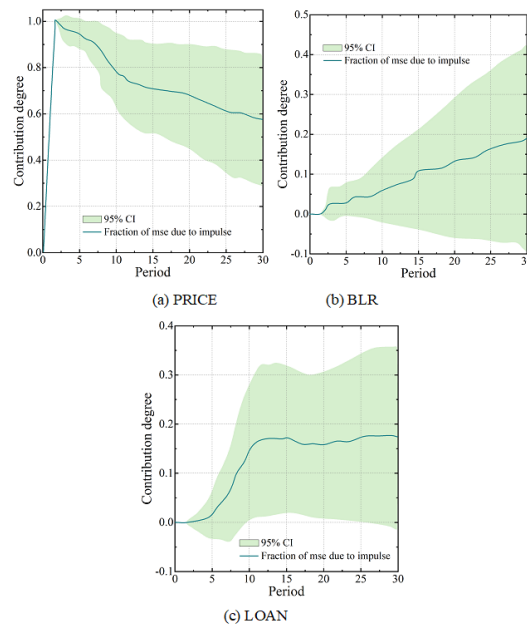 1.0
0.8
0.6
0.4
0.2
0.0
0 5 10 15 20 25 30
Contribution degree
Period
95% CI
Fraction of mse due to impulse
(a) PRICE
0.4
0.3
0.2
0.1
0.0
-0.1
0 5 10 15 20 25 30
Contribution degree
Period
95% CI
Fraction of mse due to impulse
(b) BLR
0.4
0.3
0.2
0.1
0.0
-0.1
0 5 10 15 20 25 30
Contribution degree
Period
95% CI
Fraction of mse due to impulse
(c) LOAN